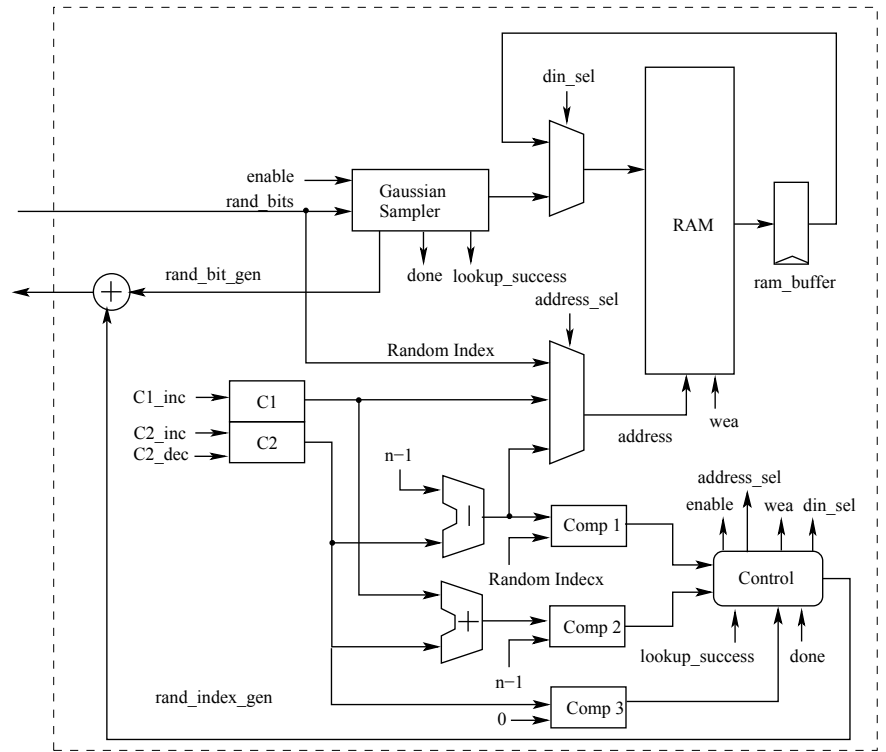 din_sel
enable
rand_bits
Gaussian
Sampler
RAM
done
lookup_success
rand_bit_gen
ram_buffer
+
address_sel
Random Index
C1_inc
C1
C2_inc
C2
C2_dec
address
wea
n−1
address_sel
enable
wea
din_sel
Comp 1
Random Indecx
Control
+
Comp 2
n−1
lookup_success
done
rand_index_gen
Comp 3
0